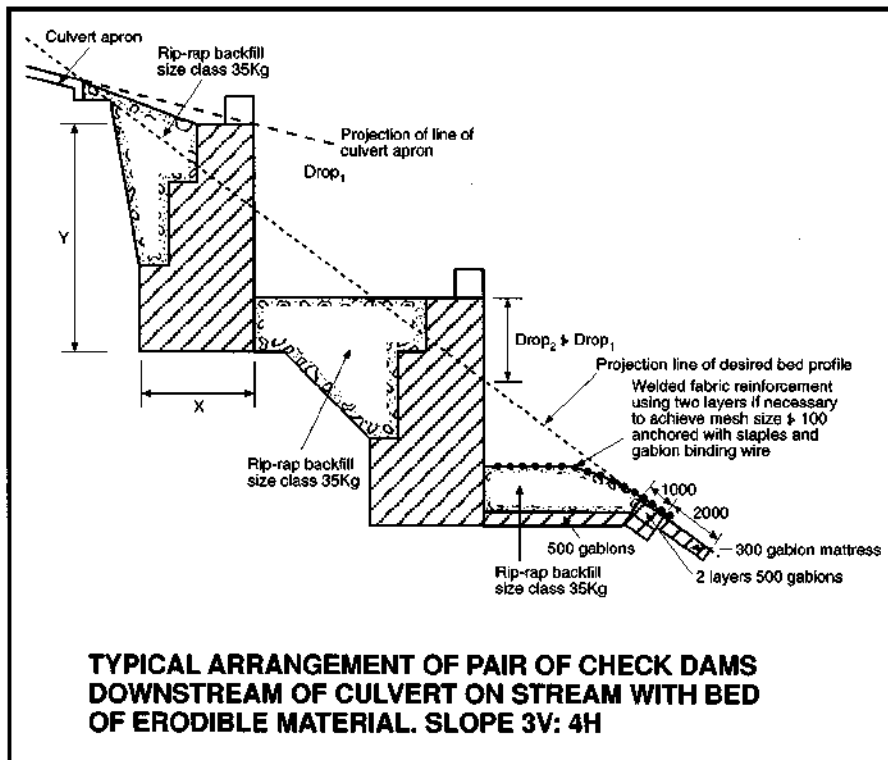 Culvert apron
Rip-rap backfill
size class 35Kg
Projection of line of
culvert apron
Drop₁
Y
Drop₂ ≯ Drop₁
Projection line of desired bed profile
Welded fabric reinforcement
using two layers if necessary
to achieve mesh size ≯ 100
anchored with staples and
gabion binding wire
X
Rip-rap backfill
size class 35Kg
1000
2000
500 gabions
300 gabion mattress
Rip-rap backfill
size class 35Kg
2 layers 500 gabions
TYPICAL ARRANGEMENT OF PAIR OF CHECK DAMS
DOWNSTREAM OF CULVERT ON STREAM WITH BED
OF ERODIBLE MATERIAL. SLOPE 3V: 4H